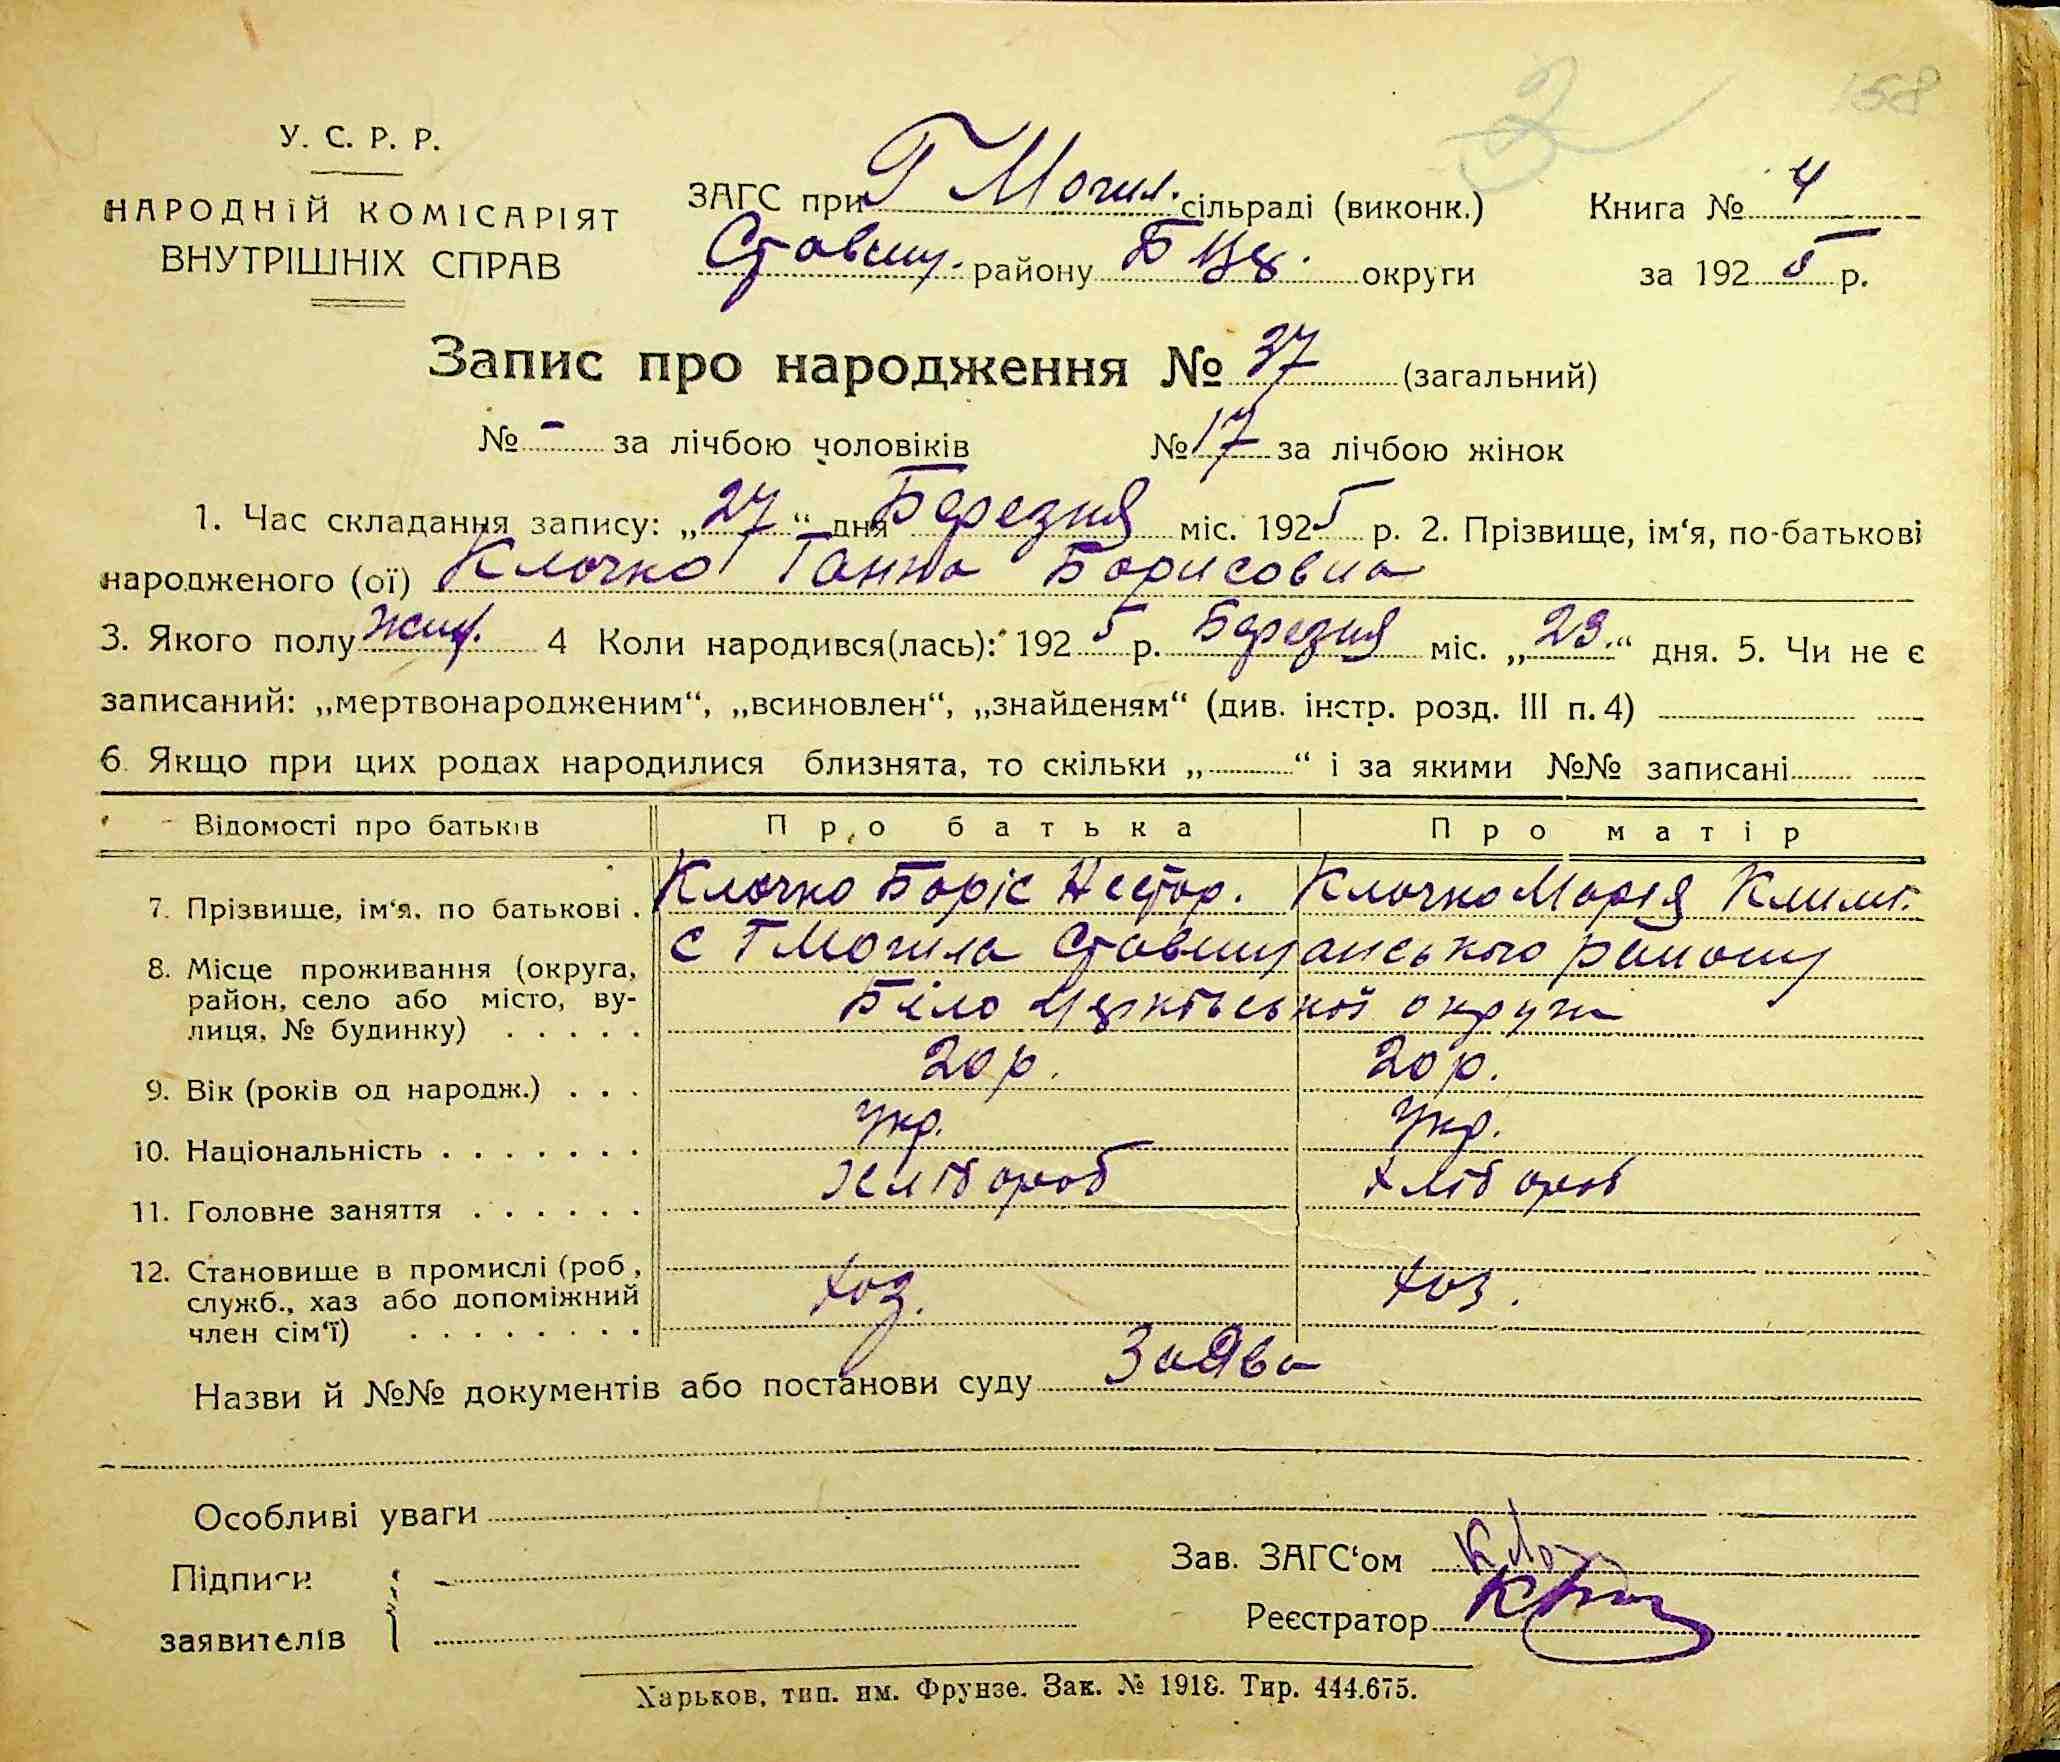 158
У. С. Р. Р.
НАРОДНІЙ КОМІСАРІЯТ
ВНУТРІШНІХ СПРАВ
ЗАГС при Г Могил. сільраді (виконк.)
Книга № 4
Ставищ. району Б Цер. округи
за 1925 р.
Запис про народження № 37 (загальний)
№ - за лічбою чоловіків № 17 за лічбою жінок
1. Час складання запису: „27“ дня Березня міс. 1925 р. 2. Прізвище, ім‘я, по-батькові
народженого (ої) Клочко Ганна Борисовна
3. Якого полу жін. 4 Коли народився(лась): 1925 р. Березня міс. „23.“ дня. 5. Чи не є
записаний: „мертвонародженим“, „всиновлен“, „знайденям“ (див. інстр. розд. III п. 4)
6. Якщо при цих родах народилися близнята, то скільки „ “ і за якими №№ записані
Відомості про батьків Про батька Про матір
7. Прізвище, ім‘я, по батькові . Клочко Боріс Нестор. Клочко Марія Клим.
8. Місце проживання (округа, с Г Могила Ставищанського району
район, село або місто, ву-
лиця, № будинку) . . . . . Біло Церківської округи
9. Вік (років од народж.) . . . 20 р. 20 р.
10. Національність . . . . . . . Укр. Укр.
11. Головне заняття . . . . . . Хлібороб Хлібороб
12. Становище в промислі (роб.,
служб., хаз або допоміжний хоз. хоз.
член сім‘ї) . . . . . . . .
Назви й №№ документів або постанови суду Заява
Особливі уваги
Підписи
заявителів
Зав. ЗАГС‘ом
Реєстратор
Харьков, тип. им. Фрунзе. Зак. № 1918. Тир. 444.675.